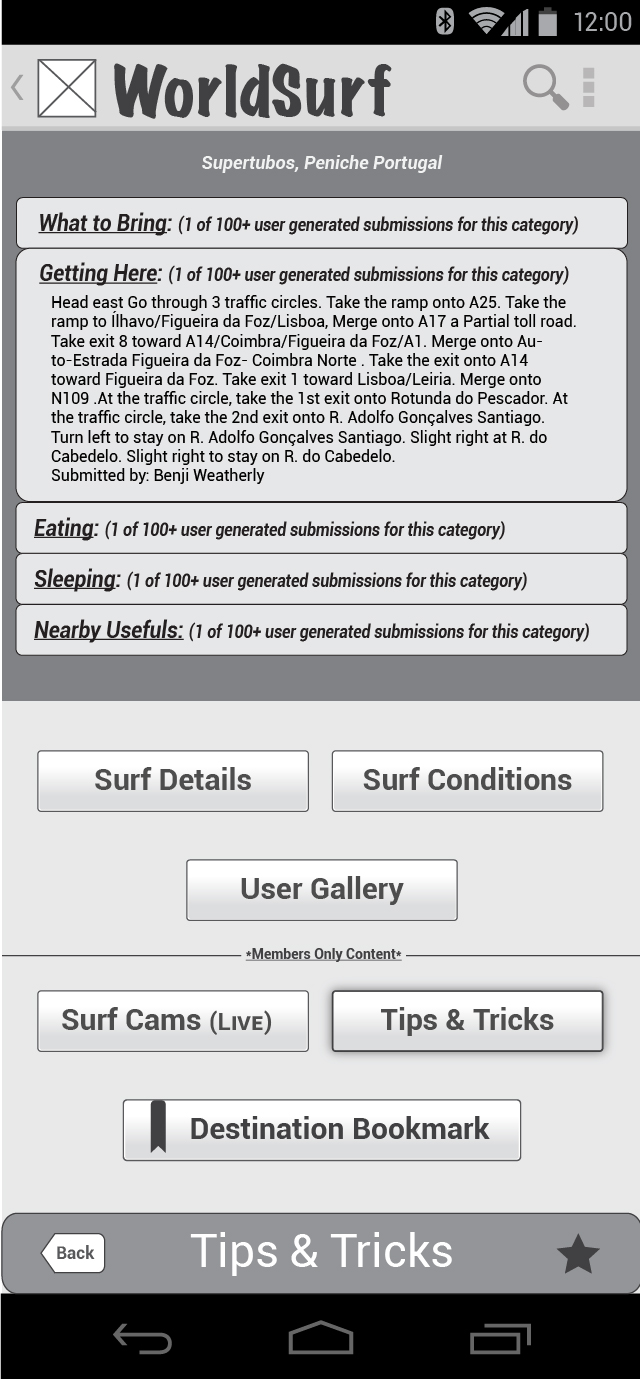 12:00
WorldSurf
Supertubos, Peniche Portugal
What to Bring: (1 of 100+ user generated submissions for this category)
Getting Here: (1 of 100+ user generated submissions for this category)
Head east Go through 3 traffic circles. Take the ramp onto A25. Take the
ramp to Ílhavo/Figueira da Foz/Lisboa, Merge onto A17 a Partial toll road.
Take exit 8 toward A14/Coimbra/Figueira da Foz/A1. Merge onto Au-
to-Estrada Figueira da Foz- Coimbra Norte . Take the exit onto A14
toward Figueira da Foz. Take exit 1 toward Lisboa/Leiria. Merge onto
N109 .At the traffic circle, take the 1st exit onto Rotunda do Pescador. At
the traffic circle, take the 2nd exit onto R. Adolfo Gonçalves Santiago.
Turn left to stay on R. Adolfo Gonçalves Santiago. Slight right at R. do
Cabedelo. Slight right to stay on R. do Cabedelo.
Submitted by: Benji Weatherly
Eating: (1 of 100+ user generated submissions for this category)
Sleeping: (1 of 100+ user generated submissions for this category)
Nearby Usefuls: (1 of 100+ user generated submissions for this category)
Surf Details
Surf Conditions
User Gallery
*Members Only Content*
Surf Cams (LIVE)
Tips & Tricks
Destination Bookmark
Back
Tips & Tricks